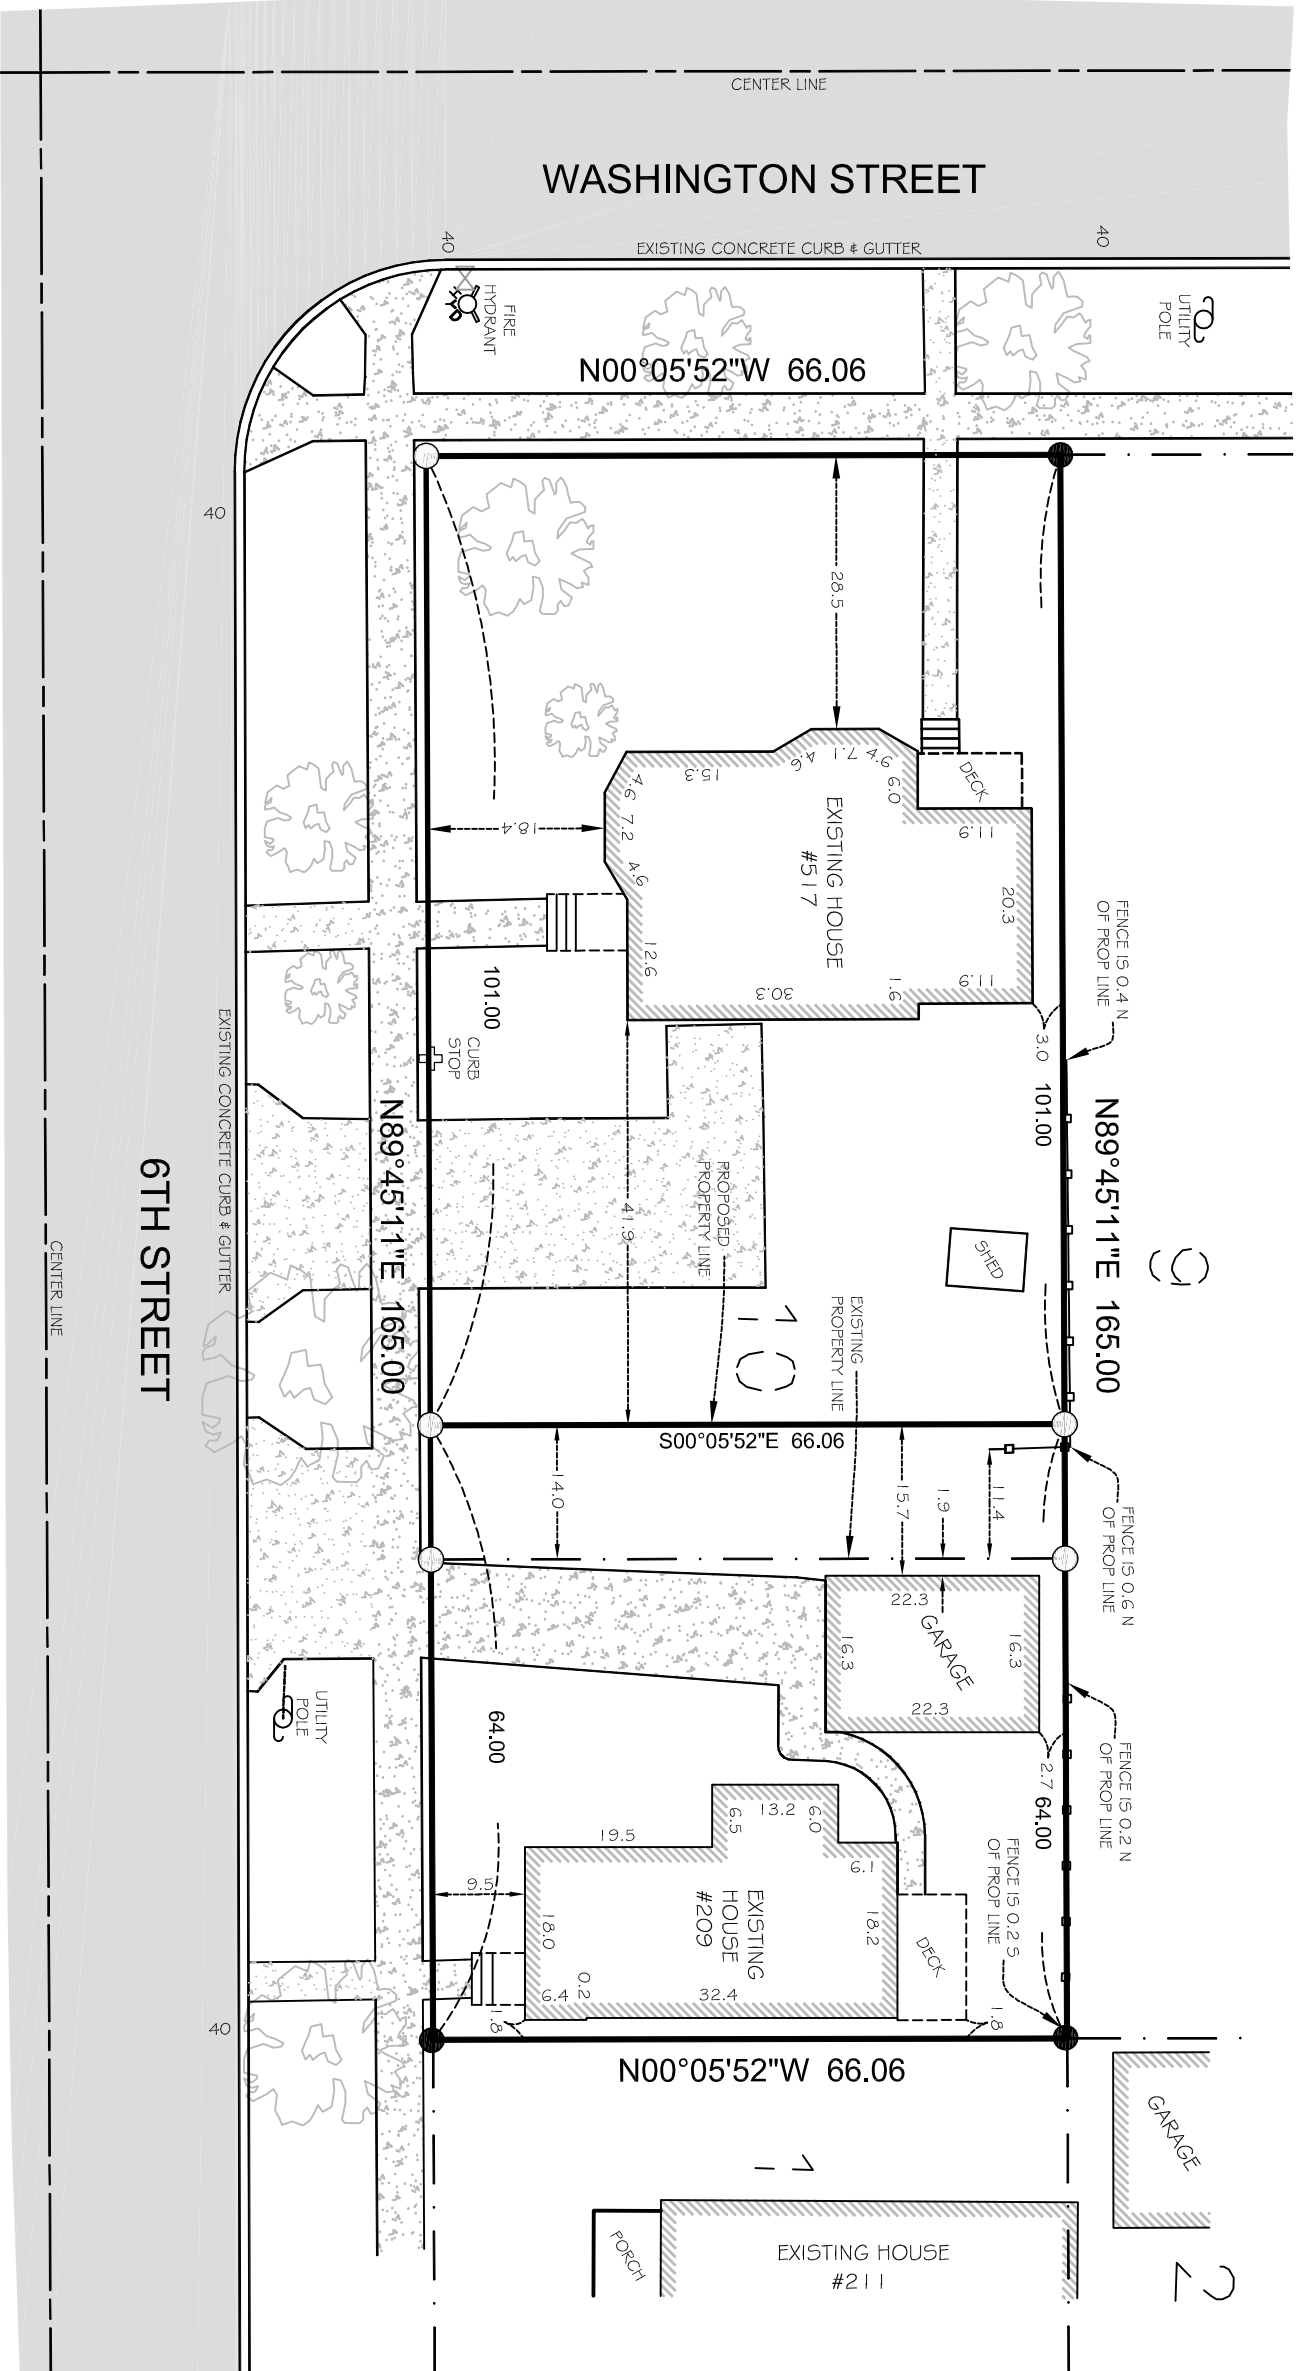 CENTER LINE
WASHINGTON STREET
40
40
EXISTING CONCRETE CURB & GUTTER
FIRE
HYDRANT
UTILITY
POLE
N00°05'52"W 66.06
40
28.5
DECK
15.3
4.6
7.1
4.6
6.0
11.9
4.6
7.2
4.6
18.4
EXISTING HOUSE
#517
20.3
12.6
30.3
1.6
11.9
FENCE IS 0.4 N
OF PROP LINE
3.0
101.00
101.00
CURB
STOP
N89°45'11"E 165.00
N89°45'11"E 165.00
EXISTING CONCRETE CURB & GUTTER
6TH STREET
CENTER LINE
PROPOSED
PROPERTY LINE
41.9
SHED
9
10
EXISTING
PROPERTY LINE
S00°05'52"E 66.06
14.0
15.7
1.9
11.4
FENCE IS 0.6 N
OF PROP LINE
22.3
GARAGE
16.3
16.3
22.3
UTILITY
POLE
64.00
2.7
64.00
FENCE IS 0.2 N
OF PROP LINE
13.2
6.5
6.0
19.5
6.1
9.5
EXISTING
HOUSE
#209
18.0
18.2
DECK
FENCE IS 0.2 S
OF PROP LINE
6.4
0.2
32.4
1.8
1.8
40
N00°05'52"W 66.06
11
GARAGE
PORCH
EXISTING HOUSE
#211
12